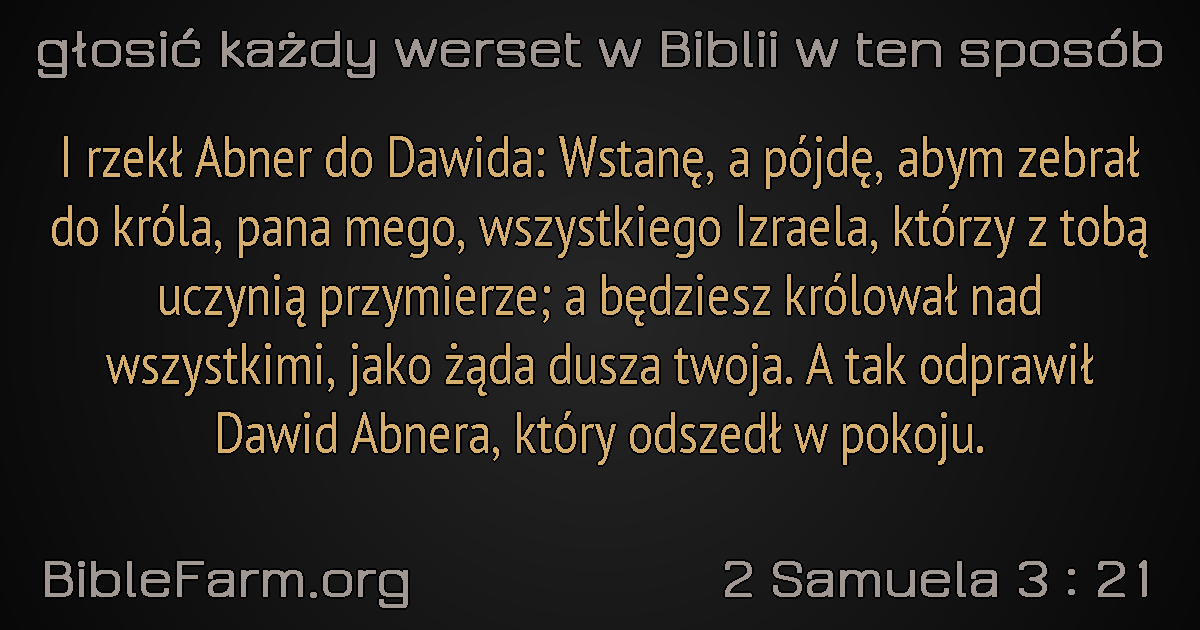 głosić każdy werset w Biblii w ten sposób
I rzekł Abner do Dawida: Wstanę, a pójdę, abym zebrał
do króla, pana mego, wszystkiego Izraela, którzy z tobą
uczynią przymierze; a będziesz królował nad
wszystkimi, jako żąda dusza twoja. A tak odprawił
Dawid Abnera, który odszedł w pokoju.
BibleFarm.org
2 Samuela 3 : 21